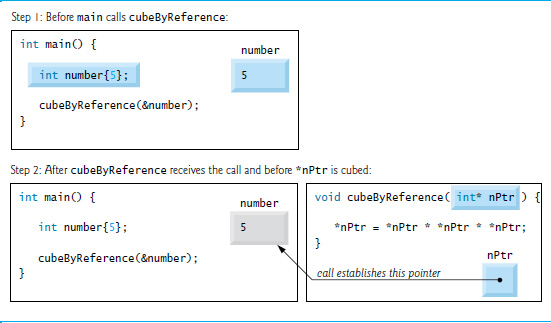 Step 1: Before main calls cubeByReference:
int main() {
number
int number{5};
5
cubeByReference(&number);
}
Step 2: After cubeByReference receives the call and before *nPtr is cubed:
int main() {
number
int number{5};
5
cubeByReference(&number);
}
void cubeByReference( int* nPtr ) {
*nPtr = *nPtr * *nPtr * *nPtr;
}
nPtr
call establishes this pointer